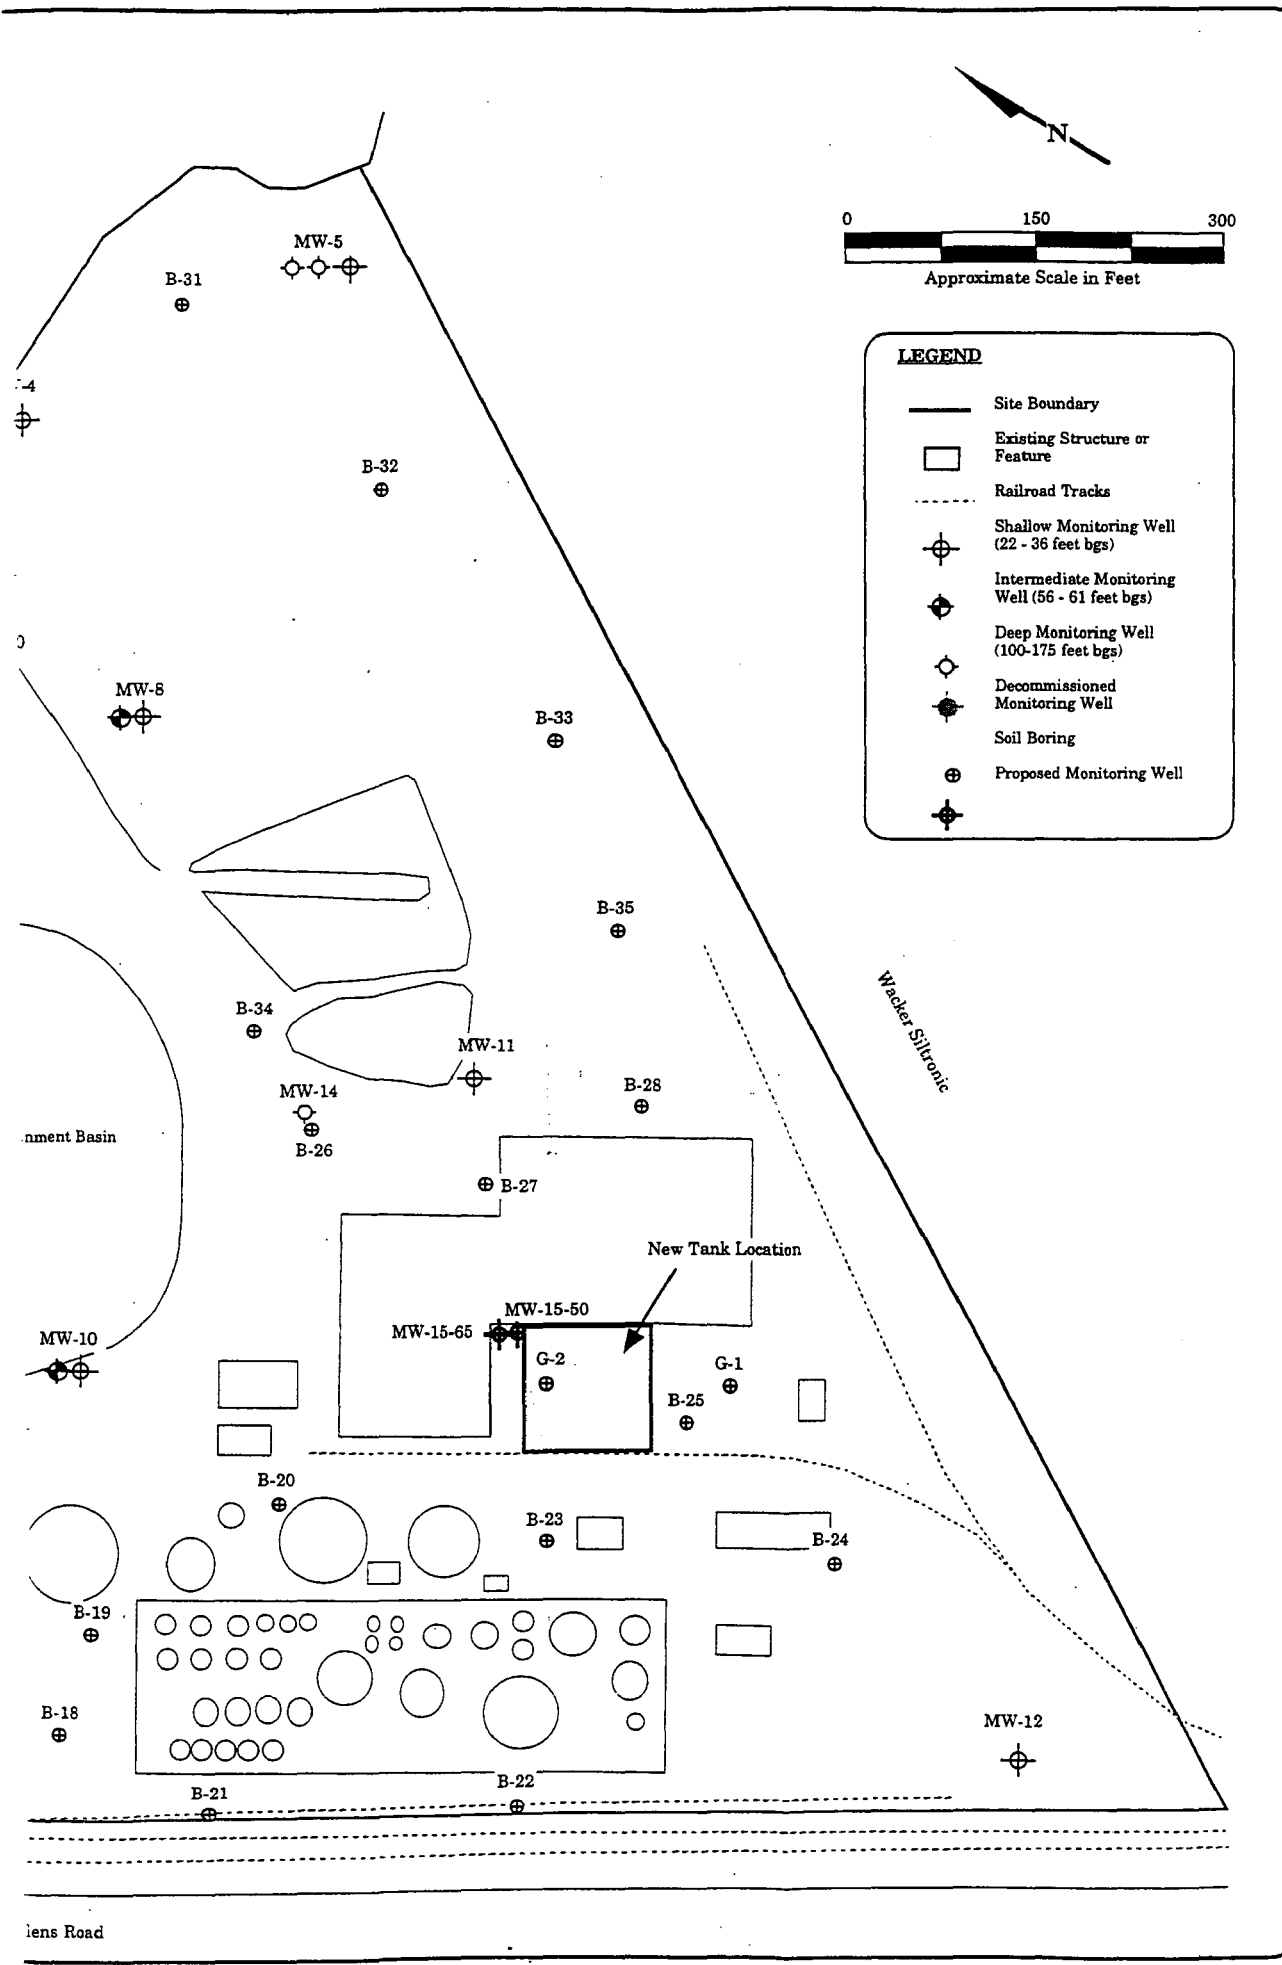 N
0 150 300
Approximate Scale in Feet
LEGEND
Site Boundary
Existing Structure or
Feature
Railroad Tracks
Shallow Monitoring Well
(22 - 36 feet bgs)
Intermediate Monitoring
Well (56 - 61 feet bgs)
Deep Monitoring Well
(100-175 feet bgs)
Decommissioned
Monitoring Well
Soil Boring
Proposed Monitoring Well
MW-5
B-31
-4
B-32
MW-8
B-33
B-35
Wacker Siltronic
B-34
MW-11
MW-14
B-28
B-26
nment Basin
B-27
New Tank Location
MW-15-50
MW-15-65
MW-10
G-2
G-1
B-25
B-20
B-23
B-24
B-19
B-18
MW-12
B-22
B-21
lens Road